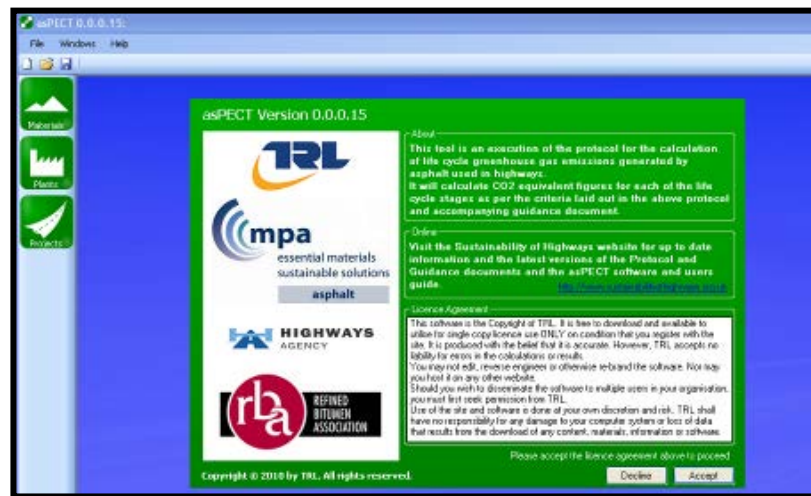 asPECT 0.0.0.15:
File Windows Help
Materials
Plants
Projects
asPECT Version 0.0.0.15
TRL
mpa
essential materials
sustainable solutions
asphalt
HIGHWAYS
AGENCY
rba
REFINED
BITUMEN
ASSOCIATION
About
This tool is an execution of the protocol for the calculation
of life cycle greenhouse gas emissions generated by
asphalt used in highways.
It will calculate CO2 equivalent figures for each of the life
cycle stages as per the criteria laid out in the above protocol
and accompanying guidance document.
Online
Visit the Sustainability of Highways website for up to date
information and the latest versions of the Protocol and
Guidance documents and the asPECT software and users
guide.
Licence Agreement
This software is the Copyright of TRL. It is free to download and available to
utilise for single copy licence use ONLY on condition that you register with the
site. It is produced with the belief that it is accurate. However, TRL accepts no
liability for errors in the calculations or results.
You may not edit, reverse engineer or otherwise re-brand the software. Nor may
you host it on any other website.
Should you wish to disseminate the software to multiple users in your organisation,
you must first seek permission from TRL.
Use of the site and software is done at your own discretion and risk. TRL shall
have no responsibility for any damage to your computer system or loss of data
that results from the download of any content, materials, information or software.
Please accept the licence agreement above to proceed
Copyright © 2010 by TRL. All rights reserved.
Decline Accept